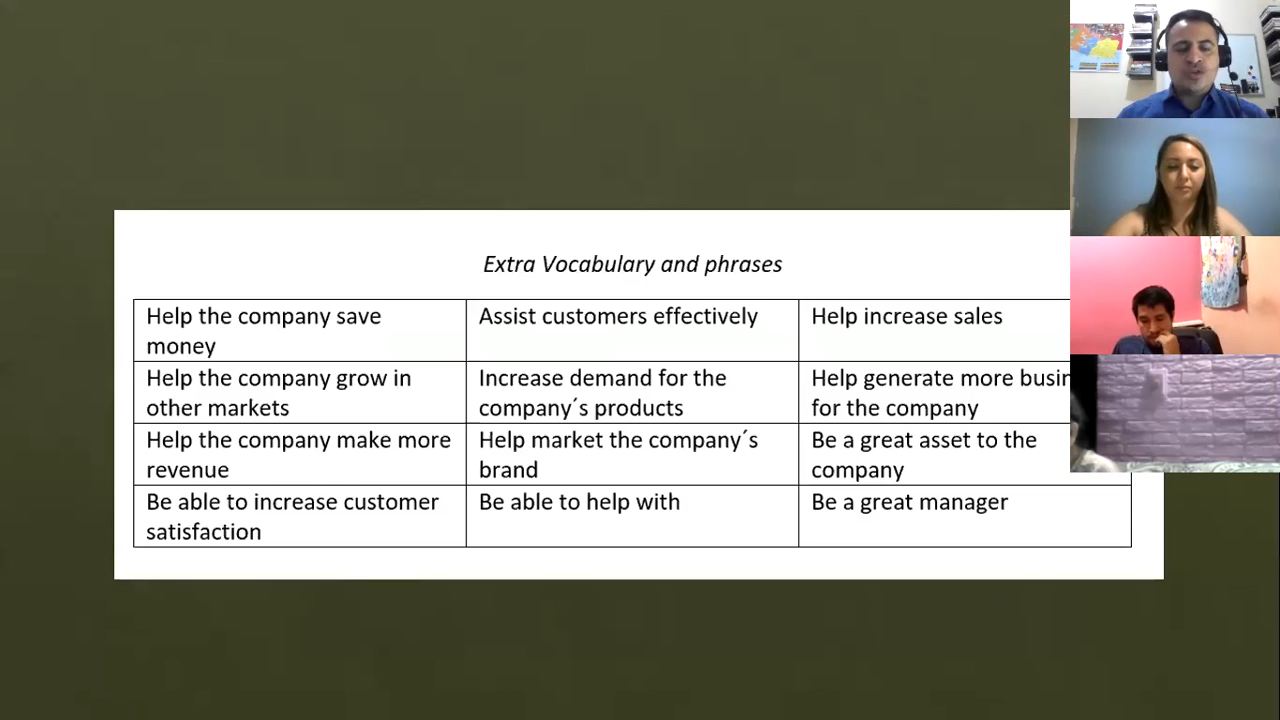 Extra Vocabulary and phrases
Help the company save
money
Assist customers effectively
Help increase sales
Help the company grow in
other markets
Increase demand for the
company´s products
Help generate more
for the company
Help the company make more
revenue
Help market the company´s
brand
Be a great asset to the
company
Be able to increase customer
satisfaction
Be able to help with
Be a great manager